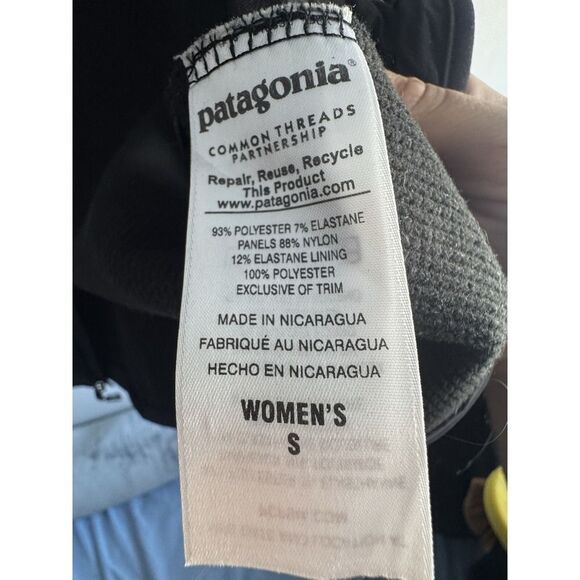 patagonia®
COMMON THREADS
PARTNERSHIP
Repair, Reuse, Recycle
This Product
www.patagonia.com
93% POLYESTER 7% ELASTANE
PANELS 88% NYLON
12% ELASTANE LINING
100% POLYESTER
EXCLUSIVE OF TRIM
MADE IN NICARAGUA
FABRIQUÉ AU NICARAGUA
HECHO EN NICARAGUA
WOMEN'S
S